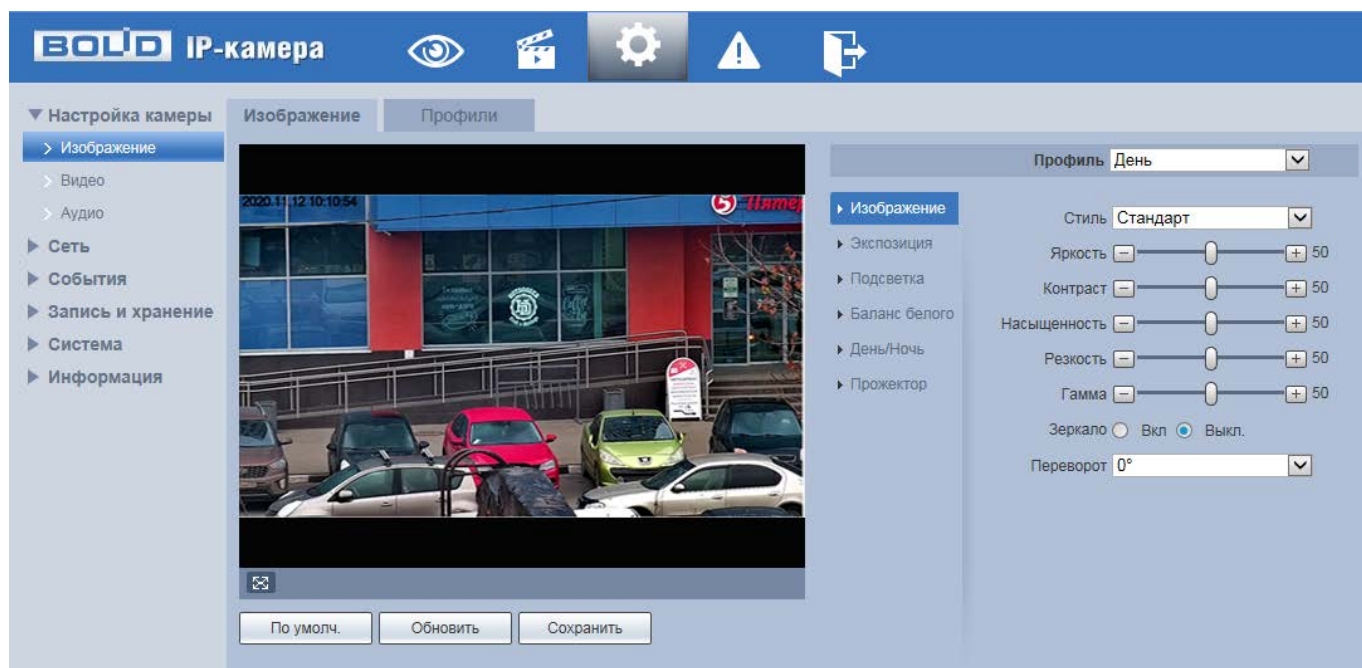 BOLID IP-камера
Настройка камеры
Изображение
Видео
Аудио
Сеть
События
Запись и хранение
Система
Информация
Изображение Профили
2020.11.12 10:10:54
5 Пятёр
По умолч. Обновить Сохранить
Профиль День
Изображение
Экспозиция
Подсветка
Баланс белого
День/Ночь
Прожектор
Стиль Стандарт
Яркость 50
Контраст 50
Насыщенность 50
Резкость 50
Гамма 50
Зеркало Вкл Выкл.
Переворот 0°